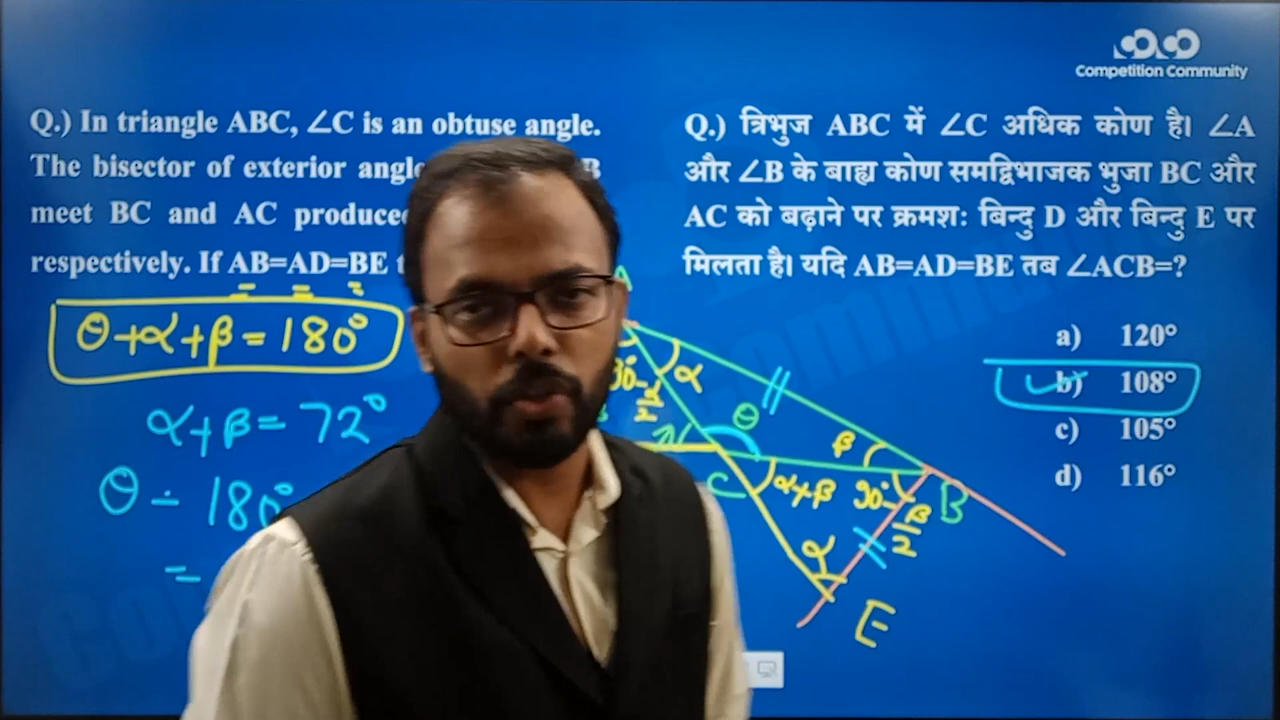 Competition Community
Q.) In triangle ABC, ∠C is an obtuse angle.
The bisector of exterior angle B
meet BC and AC produced
respectively. If AB=AD=BE
Q.) त्रिभुज ABC में ∠C अधिक कोण है। ∠A
और ∠B के बाह्य कोण समद्विभाजक भुजा BC और
AC को बढ़ाने पर क्रमशः बिन्दु D और बिन्दु E पर
मिलता है। यदि AB=AD=BE तब ∠ACB=?
a) 120°
b) 108°
c) 105°
d) 116°
θ+α+β=180°
α+β=72°
θ = 180°
=
A
α
θ
β
C
α+β
90°-β/2
B
α
E